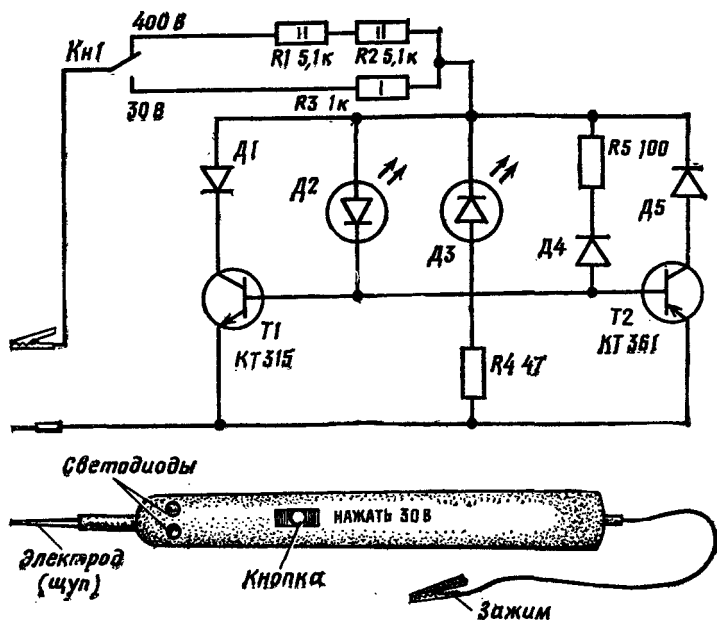 400 В
Кн1
R1 5,1к
R2 5,1к
30 В
R3 1к
Д1
Д2
Д3
R5 100
Д4
Д5
Т1
КТ315
Т2
КТ361
R4 47
Светодиоды
НАЖАТЬ 30 В
Электрод
(щуп)
Кнопка
Зажим